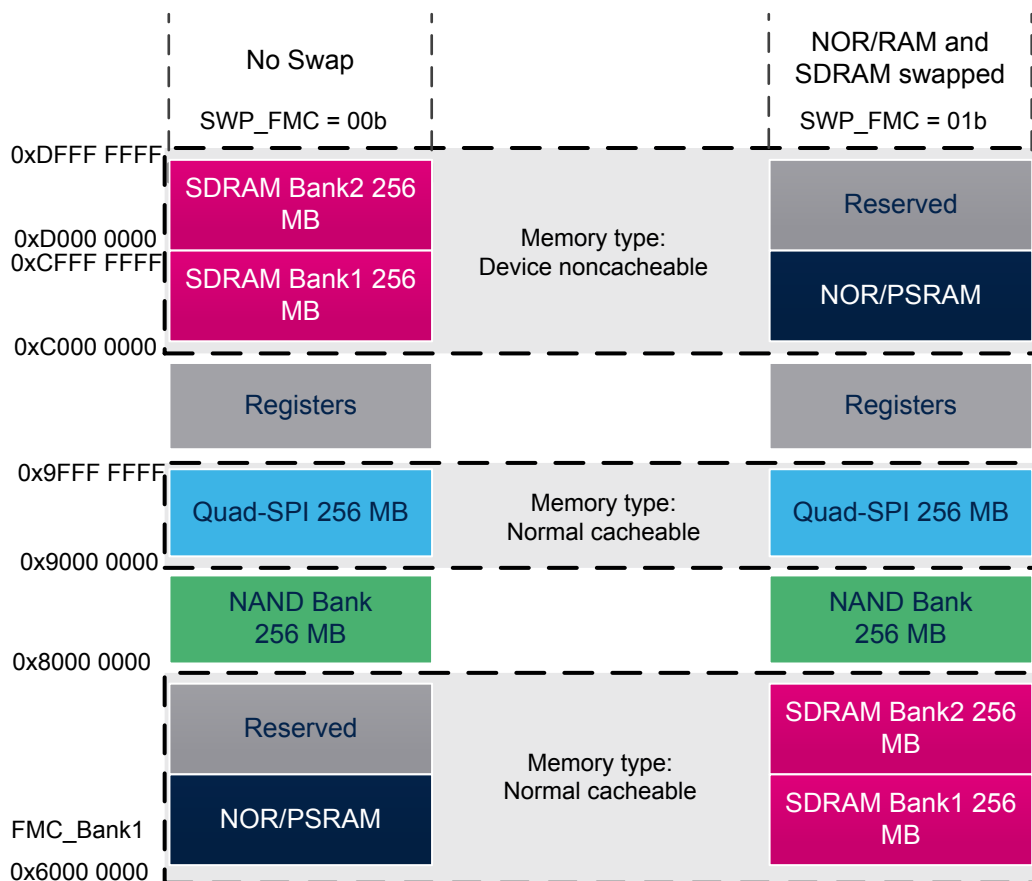 No Swap
SWP_FMC = 00b
NOR/RAM and
SDRAM swapped
SWP_FMC = 01b
0xDFFF FFFF
SDRAM Bank2 256
MB
0xD000 0000
0xCFFF FFFF
SDRAM Bank1 256
MB
0xC000 0000
Memory type:
Device noncacheable
Reserved
NOR/PSRAM
Registers
Registers
0x9FFF FFFF
Quad-SPI 256 MB
0x9000 0000
Memory type:
Normal cacheable
Quad-SPI 256 MB
NAND Bank
256 MB
NAND Bank
256 MB
0x8000 0000
Reserved
NOR/PSRAM
FMC_Bank1
0x6000 0000
Memory type:
Normal cacheable
SDRAM Bank2 256
MB
SDRAM Bank1 256
MB